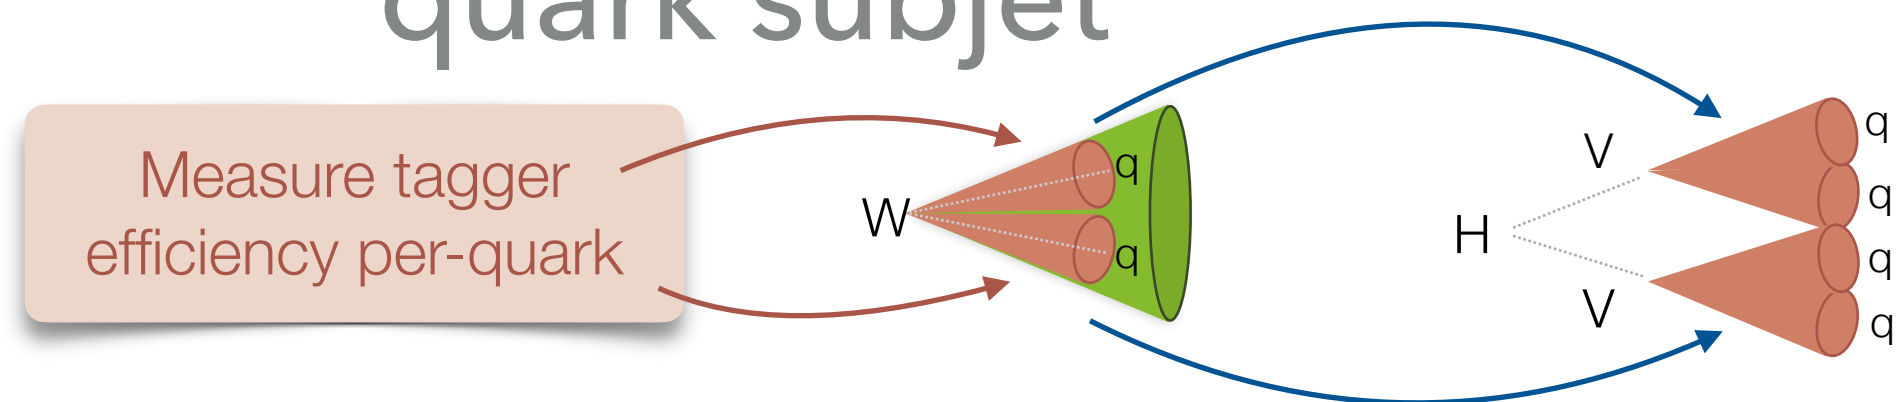 quark subjet
Measure tagger
efficiency per-quark
W
q
q
H
V
V
q
q
q
q